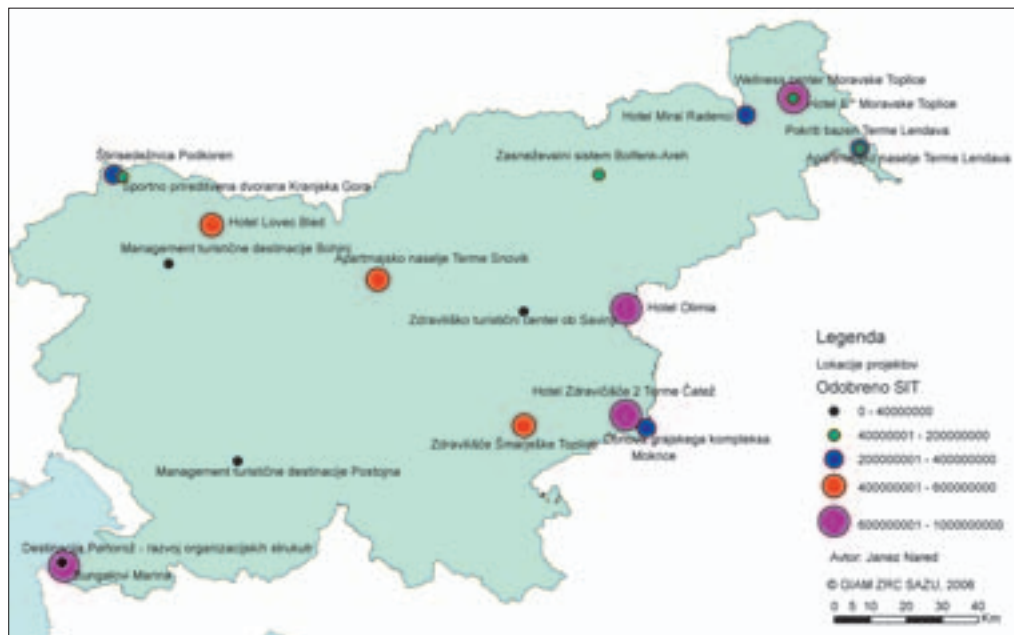 Wellness center Moravske Toplice
Hotel Moravske Toplice
Hotel Miral Radenci
Pokriti bazen Terme Lendava
Apartmajsko naselje Terme Lendava
Štirisedežnica Podkoren
Športno prireditvena dvorana Kranjska Gora
Zasneževalni sistem Bolfenk-Areh
Hotel Lovec Bled
Management turistične destinacije Bohinj
Apartmajsko naselje Terme Snovik
Hotel Olimia
Zdraviliško turistični center ob Savinji
Hotel Zdravilišče 2 Terme Čatež
Zdravilišče Šmarješke Toplice
Obnova grajskega kompleksa
Mokrice
Management turistične destinacije Postojna
Destinacija Portorož - razvoj organizacijskih struktur
Bungalovi Marina
Legenda
Lokacije projektov
Odobreno SIT
0 - 40000000
40000001 - 200000000
200000001 - 400000000
400000001 - 600000000
600000001 - 1000000000
Avtor: Janez Nared
© GIAM ZRC SAZU, 2006
0 5 10 20 30 40
Km